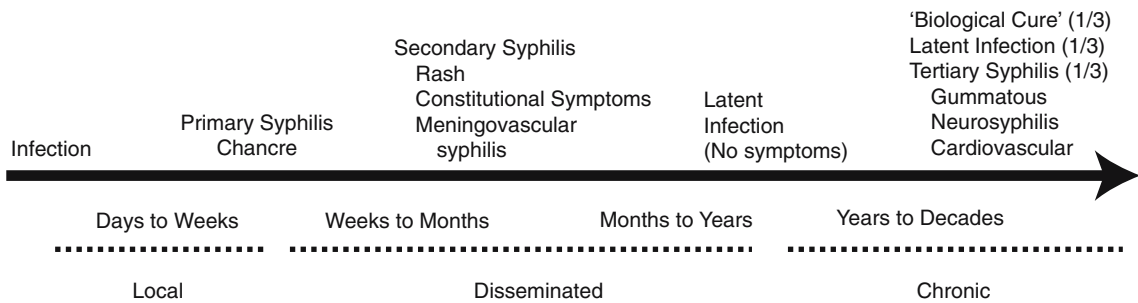 Infection
Primary Syphilis
Chancre
Secondary Syphilis
Rash
Constitutional Symptoms
Meningovascular
syphilis
Latent
Infection
(No symptoms)
‘Biological Cure’ (1/3)
Latent Infection (1/3)
Tertiary Syphilis (1/3)
Gummatous
Neurosyphilis
Cardiovascular
Days to Weeks
Weeks to Months
Months to Years
Years to Decades
Local
Disseminated
Chronic